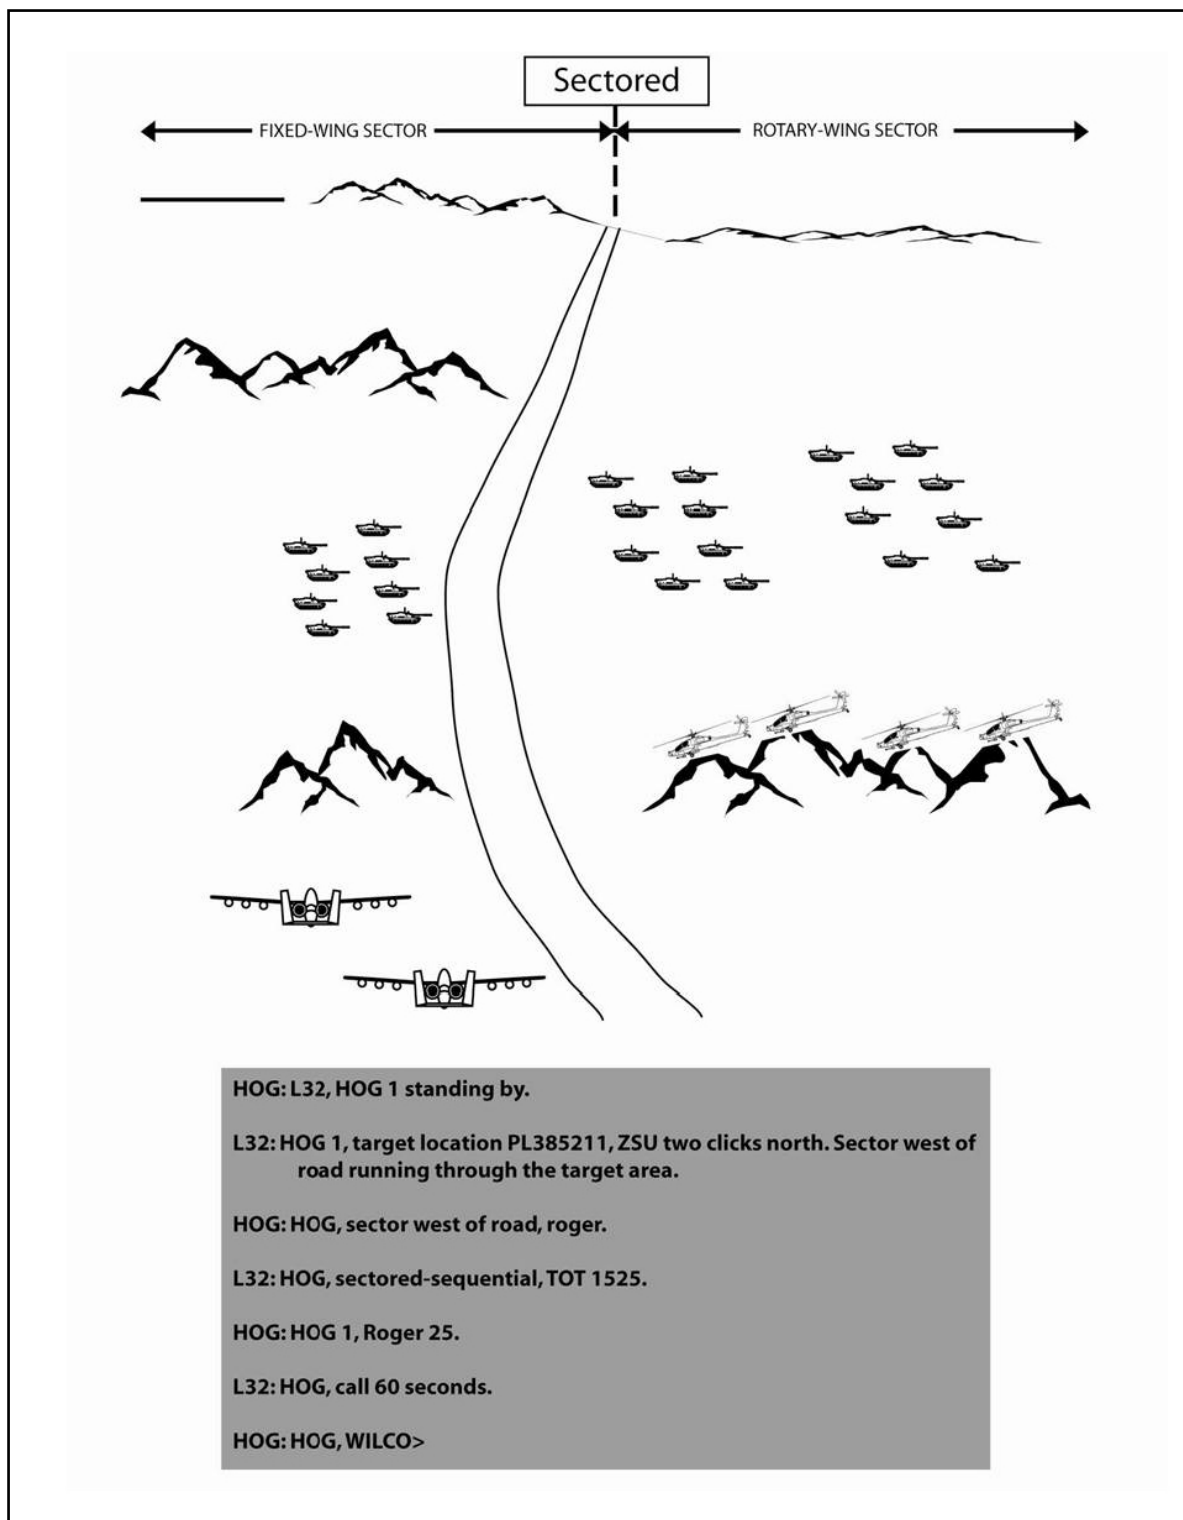 Sectored
FIXED-WING SECTOR
ROTARY-WING SECTOR
HOG: L32, HOG 1 standing by.
L32: HOG 1, target location PL385211, ZSU two clicks north. Sector west of
road running through the target area.
HOG: HOG, sector west of road, roger.
L32: HOG, sectored-sequential, TOT 1525.
HOG: HOG 1, Roger 25.
L32: HOG, call 60 seconds.
HOG: HOG, WILCO>